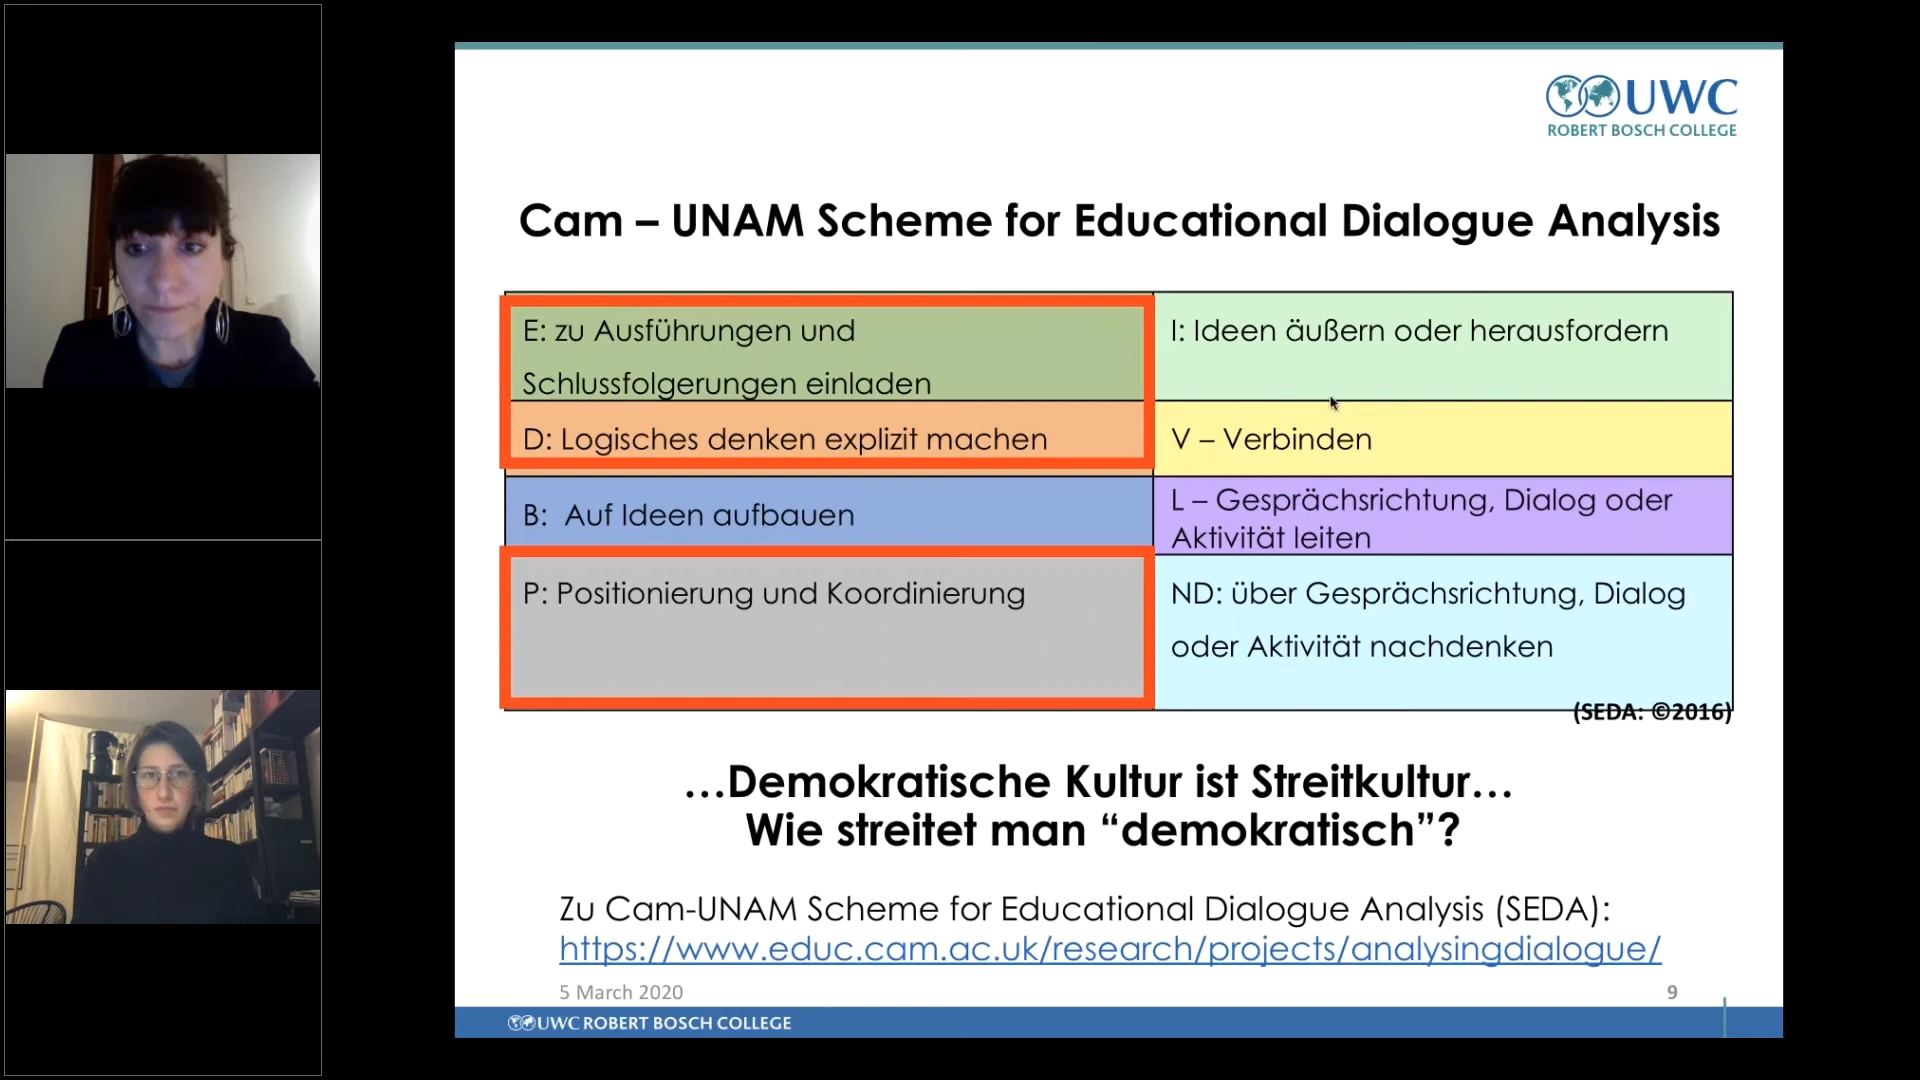 UWC
ROBERT BOSCH COLLEGE
Cam – UNAM Scheme for Educational Dialogue Analysis
E: zu Ausführungen und
Schlussfolgerungen einladen
I: Ideen äußern oder herausfordern
D: Logisches denken explizit machen
V – Verbinden
B: Auf Ideen aufbauen
L – Gesprächsrichtung, Dialog oder
Aktivität leiten
P: Positionierung und Koordinierung
ND: über Gesprächsrichtung, Dialog
oder Aktivität nachdenken
(SEDA: ©2016)
...Demokratische Kultur ist Streitkultur...
Wie streitet man “demokratisch”?
Zu Cam-UNAM Scheme for Educational Dialogue Analysis (SEDA):
https://www.educ.cam.ac.uk/research/projects/analysingdialogue/
5 March 2020
9
UWC ROBERT BOSCH COLLEGE